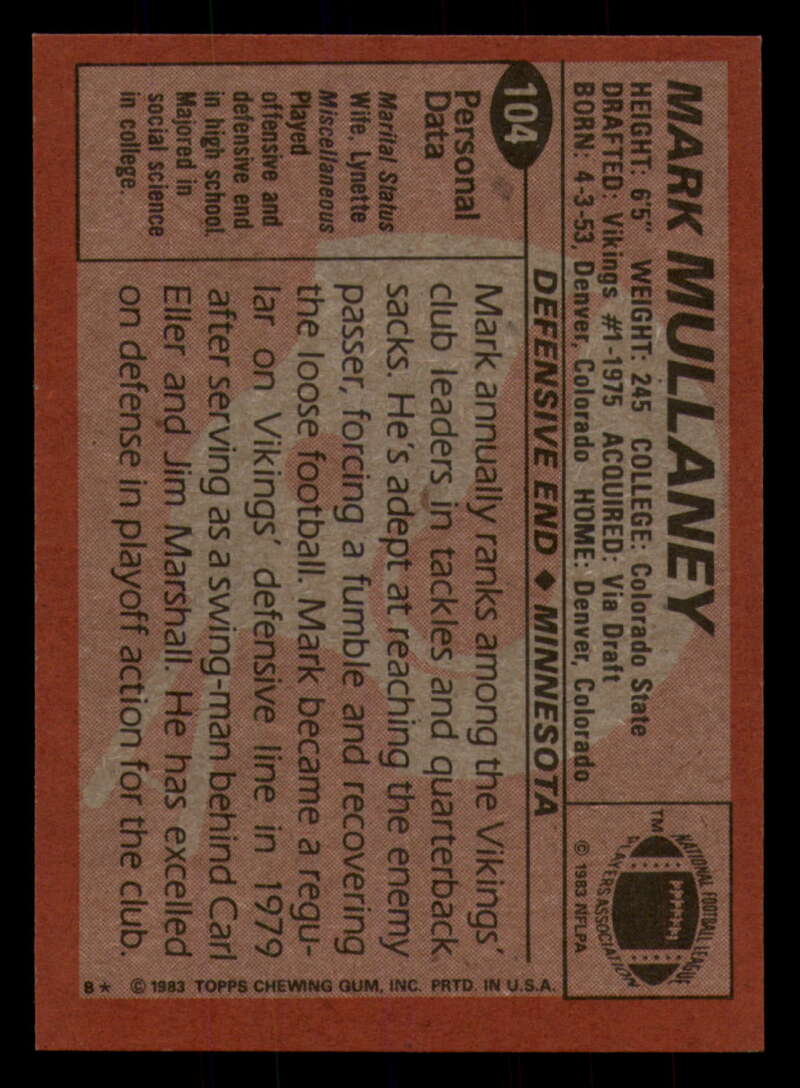 MARK MULLANEY
HEIGHT: 6'5" WEIGHT: 245 COLLEGE: Colorado State
DRAFTED: Vikings #1-1975 ACQUIRED: Via Draft
BORN: 4-3-53, Denver, Colorado HOME: Denver, Colorado
NATIONAL FOOTBALL LEAGUE
PLAYERS ASSOCIATION
TM
© 1983 NFLPA
104
DEFENSIVE END ◆ MINNESOTA
Personal
Data
Marital Status
Wife, Lynette
Miscellaneous
Played
offensive and
defensive end
in high school.
Majored in
social science
in college.
Mark annually ranks among the Vikings'
club leaders in tackles and quarterback
sacks. He's adept at reaching the enemy
passer, forcing a fumble and recovering
the loose football. Mark became a regu-
lar on Vikings' defensive line in 1979
after serving as a swing-man behind Carl
Eller and Jim Marshall. He has excelled
on defense in playoff action for the club.
B★ © 1983 TOPPS CHEWING GUM, INC. PRTD. IN U.S.A.